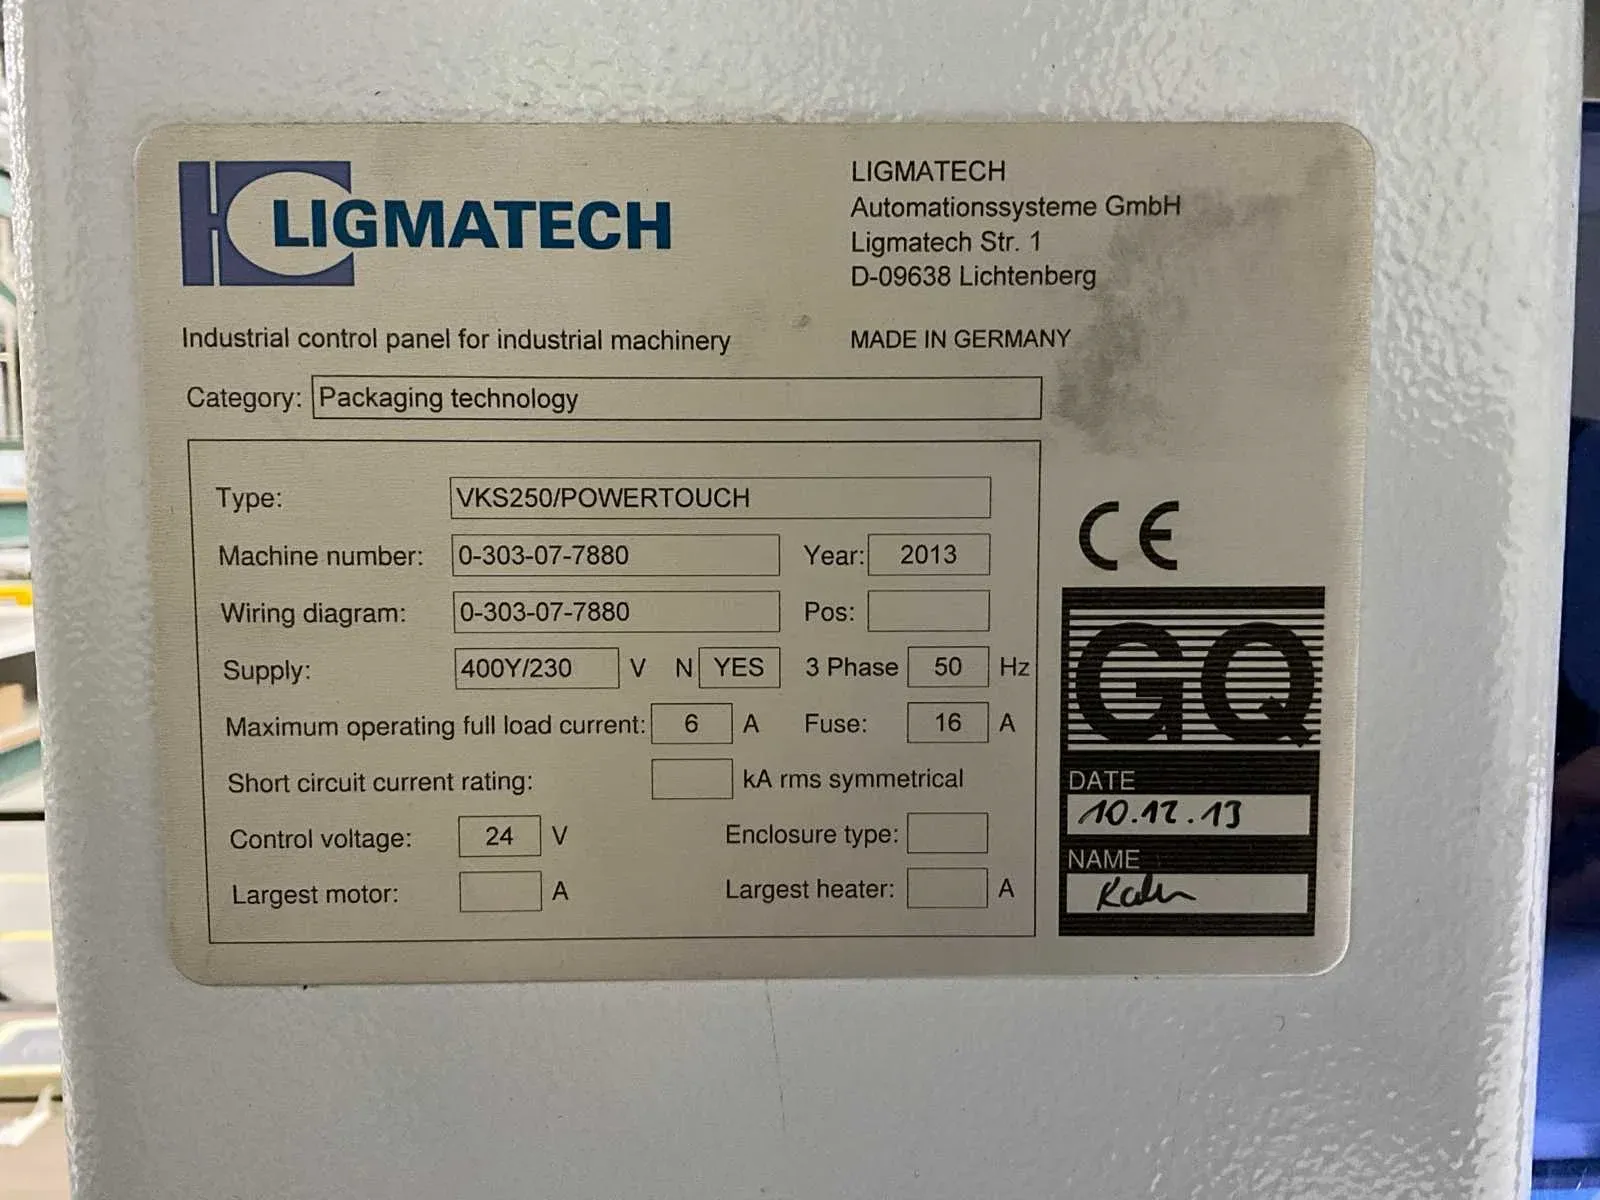 LIGMATECH
LIGMATECH
Automationssysteme GmbH
Ligmatech Str. 1
D-09638 Lichtenberg
Industrial control panel for industrial machinery
MADE IN GERMANY
Category: Packaging technology
Type: VKS250/POWERTOUCH
Machine number: 0-303-07-7880 Year: 2013
Wiring diagram: 0-303-07-7880 Pos:
Supply: 400Y/230 V N YES 3 Phase 50 Hz
Maximum operating full load current: 6 A Fuse: 16 A
Short circuit current rating: kA rms symmetrical
Control voltage: 24 V Enclosure type:
Largest motor: A Largest heater: A
CE
GQ
DATE
10.12.13
NAME